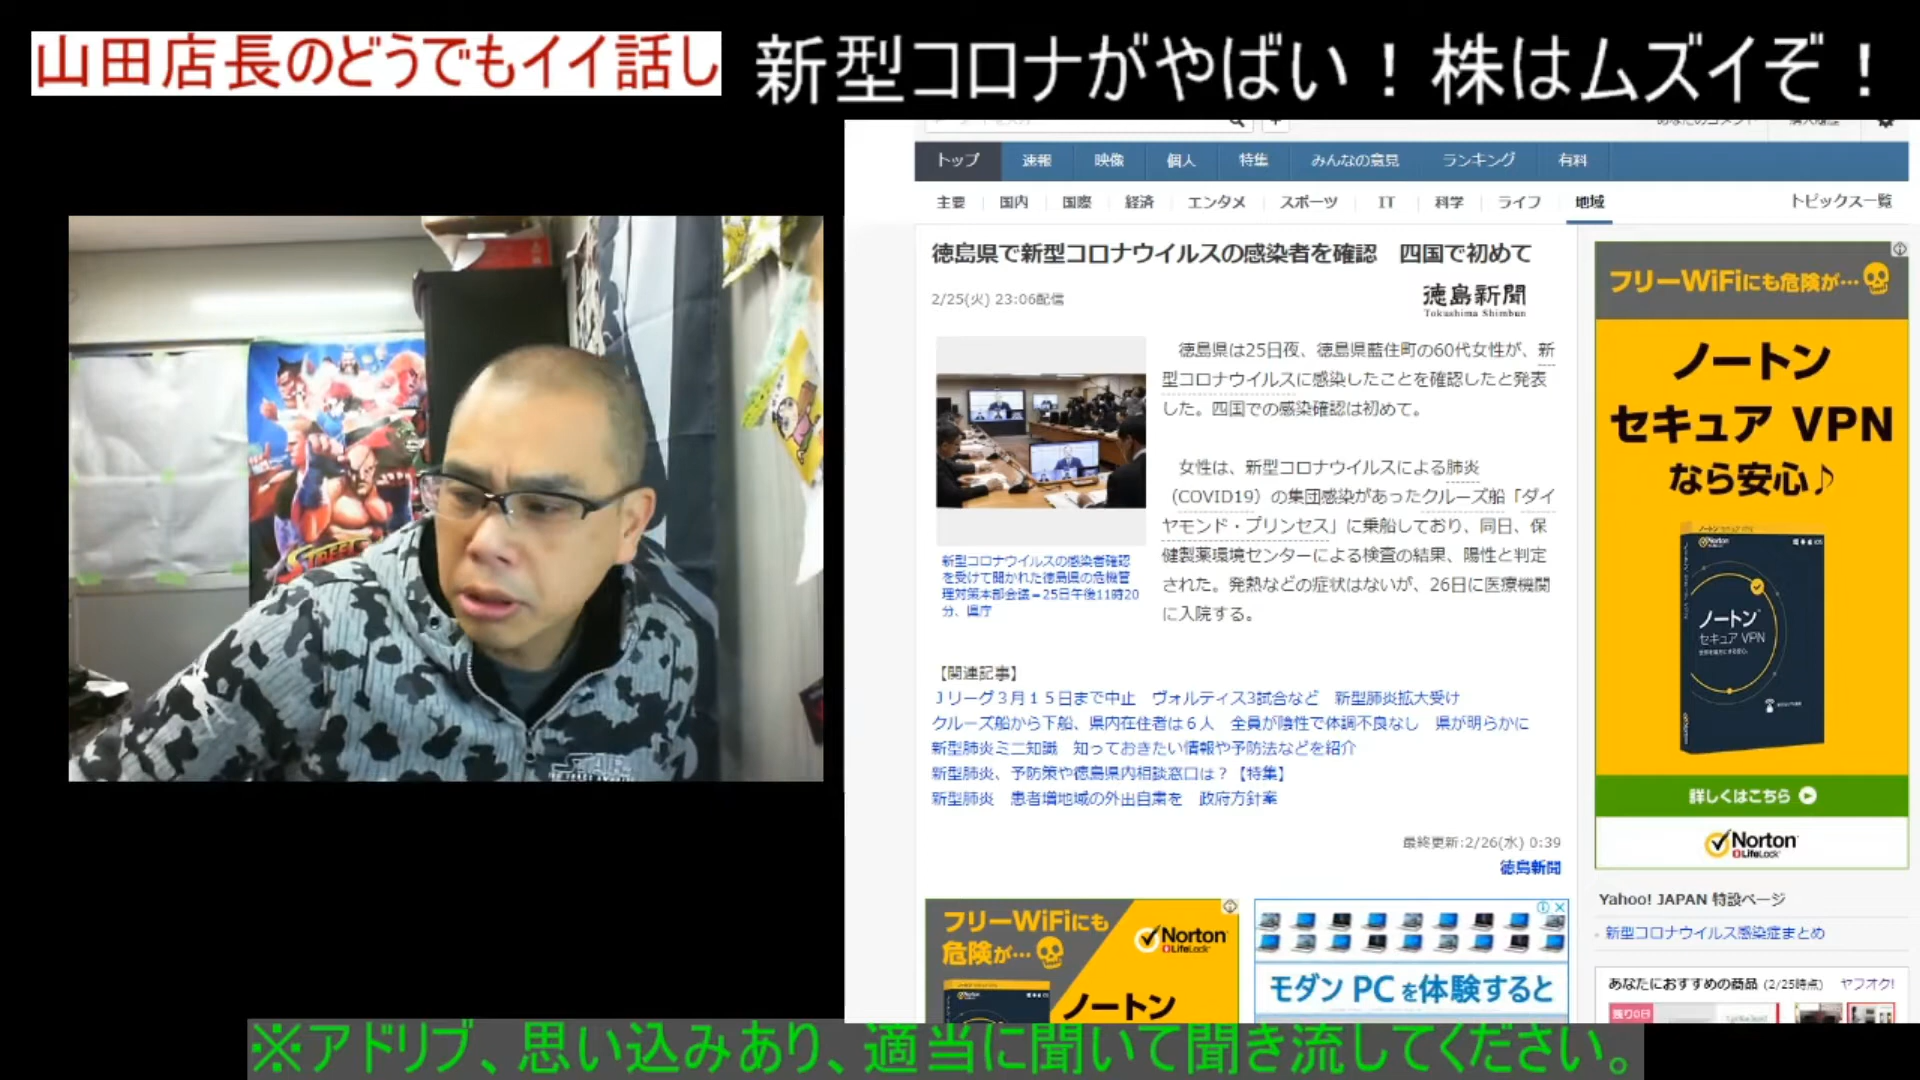 山田店長のどうでもイイ話し
新型コロナがやばい！株はムズイぞ！
トップ 速報 映像 個人 特集 みんなの意見 ランキング 有料
主要 国内 国際 経済 エンタメ スポーツ IT 科学 ライフ 地域 トピックス一覧
徳島県で新型コロナウイルスの感染者を確認　四国で初めて
2/25(火) 23:06配信
徳島新聞
Tokushima Shimbun
徳島県は25日夜、徳島県藍住町の60代女性が、新
型コロナウイルスに感染したことを確認したと発表
した。四国での感染確認は初めて。
女性は、新型コロナウイルスによる肺炎
（COVID19）の集団感染があったクルーズ船「ダイ
ヤモンド・プリンセス」に乗船しており、同日、保
健製薬環境センターによる検査の結果、陽性と判定
された。発熱などの症状はないが、26日に医療機関
に入院する。
新型コロナウイルスの感染者確認
を受けて開かれた徳島県の危機管
理対策本部会議＝25日午後11時20
分、県庁
【関連記事】
Ｊリーグ３月１５日まで中止　ヴォルティス3試合など　新型肺炎拡大受け
クルーズ船から下船、県内在住者は６人　全員が陰性で体調不良なし　県が明らかに
新型肺炎ミニ知識　知っておきたい情報や予防法などを紹介
新型肺炎、予防策や徳島県内相談窓口は？【特集】
新型肺炎　患者増地域の外出自粛を　政府方針案
最終更新:2/26(水) 0:39
徳島新聞
フリーWiFiにも危険が…
ノートン
セキュア VPN
なら安心♪
Norton
ノートン
セキュア VPN
詳しくはこちら
Norton
LifeLock
Yahoo! JAPAN 特設ページ
新型コロナウイルス感染症まとめ
あなたにおすすめの商品 (2/25時点) ヤフオク!
残り0日
フリーWiFiにも
危険が…
Norton
LifeLock
ノートン
モダン PC を体験すると
STREET
※アドリブ、思い込みあり、適当に聞いて聞き流してください。